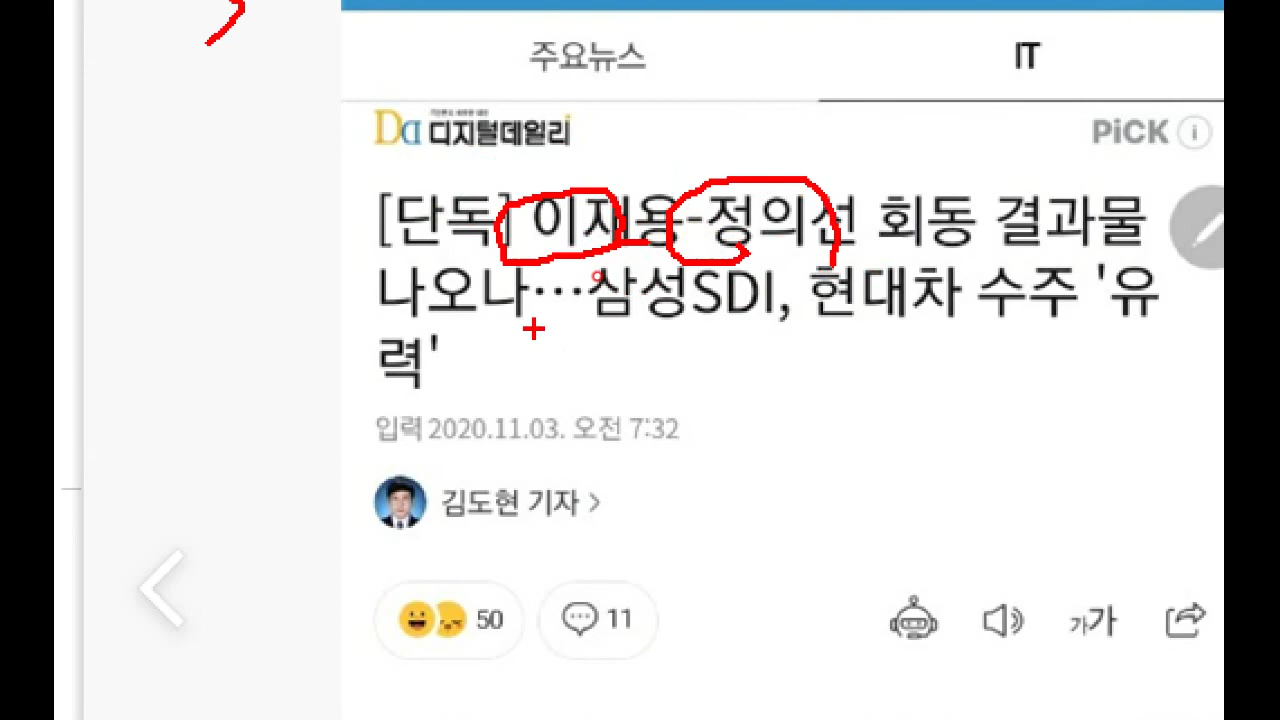 주요뉴스 IT
Da 디지털데일리 PiCK i
[단독] 이재용-정의선 회동 결과물
나오나…삼성SDI, 현대차 수주 '유
력'
입력 2020.11.03. 오전 7:32
김도현 기자 >
50 11 가가